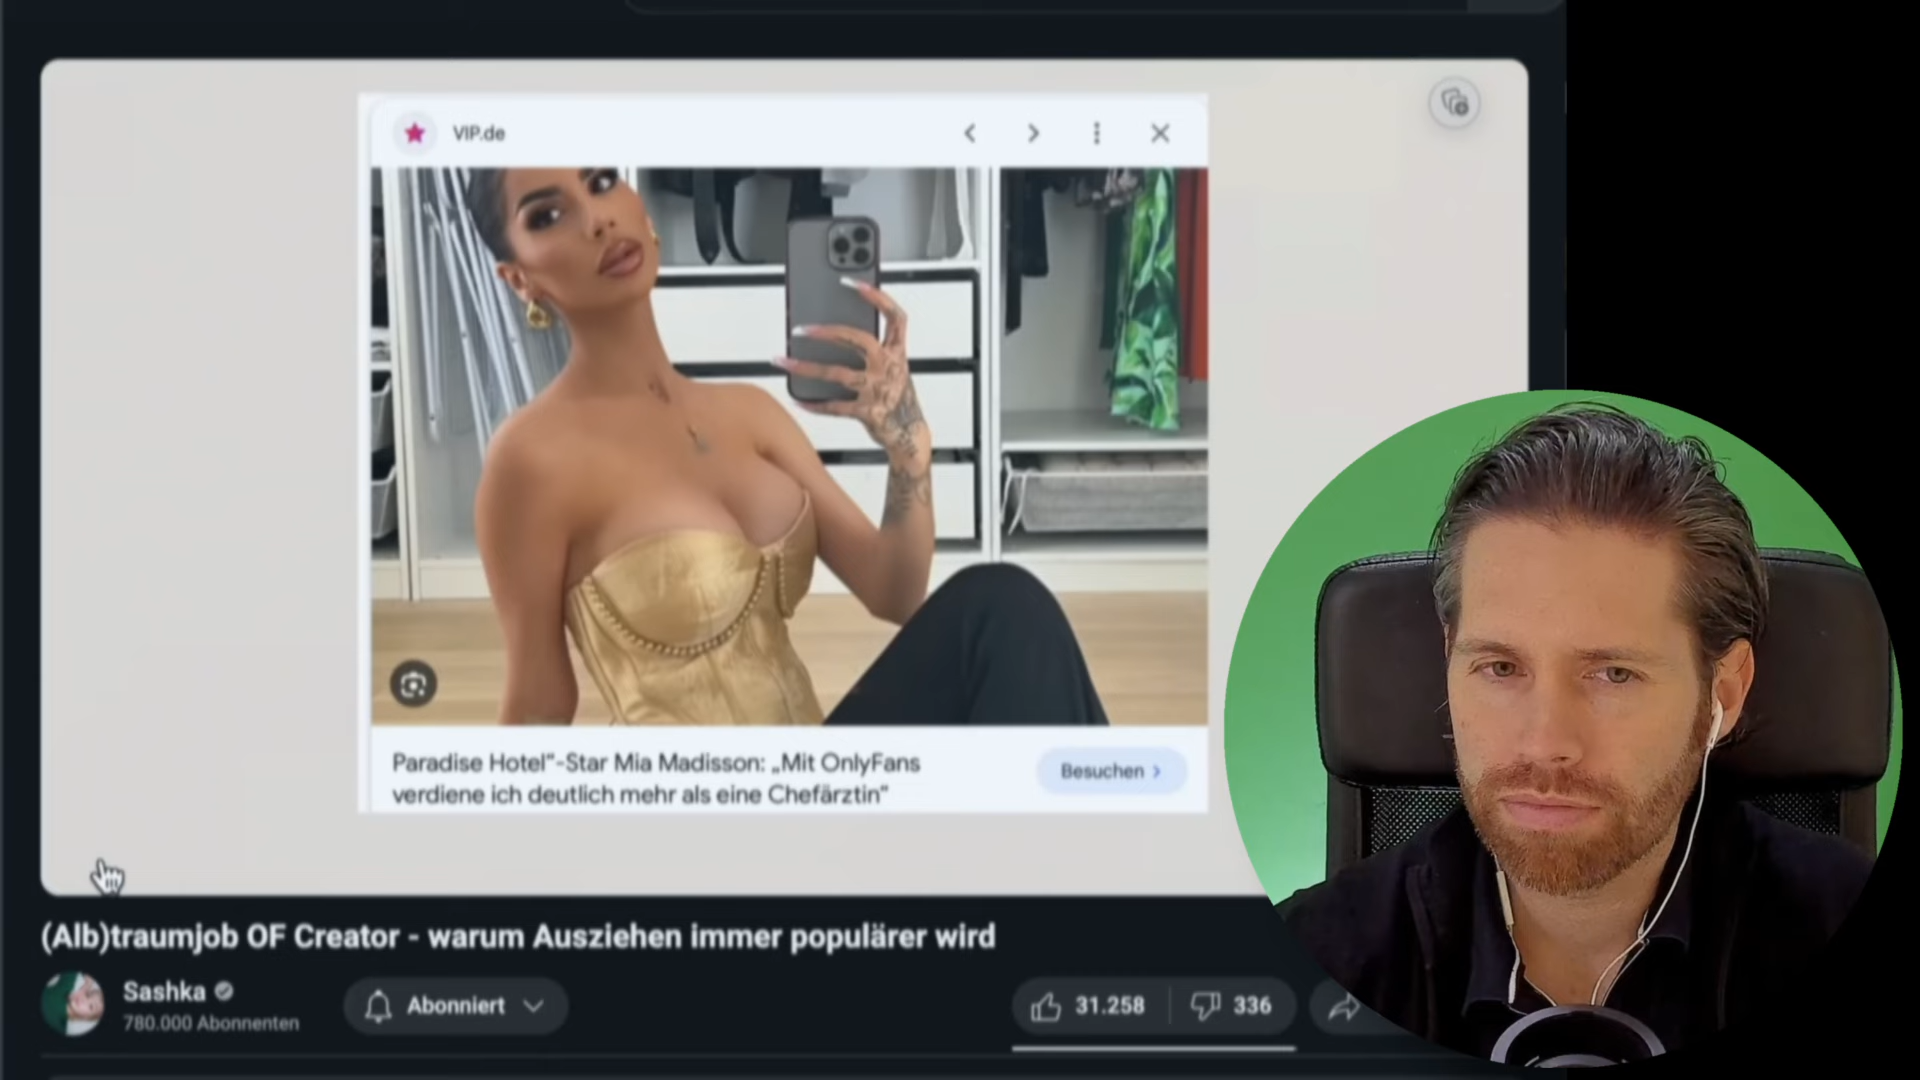 VIP.de
Paradise Hotel"-Star Mia Madisson: „Mit OnlyFans
verdiene ich deutlich mehr als eine Chefärztin"
Besuchen
(Alb)traumjob OF Creator - warum Ausziehen immer populärer wird
Sashka
780.000 Abonnenten
Abonniert
31.258
336